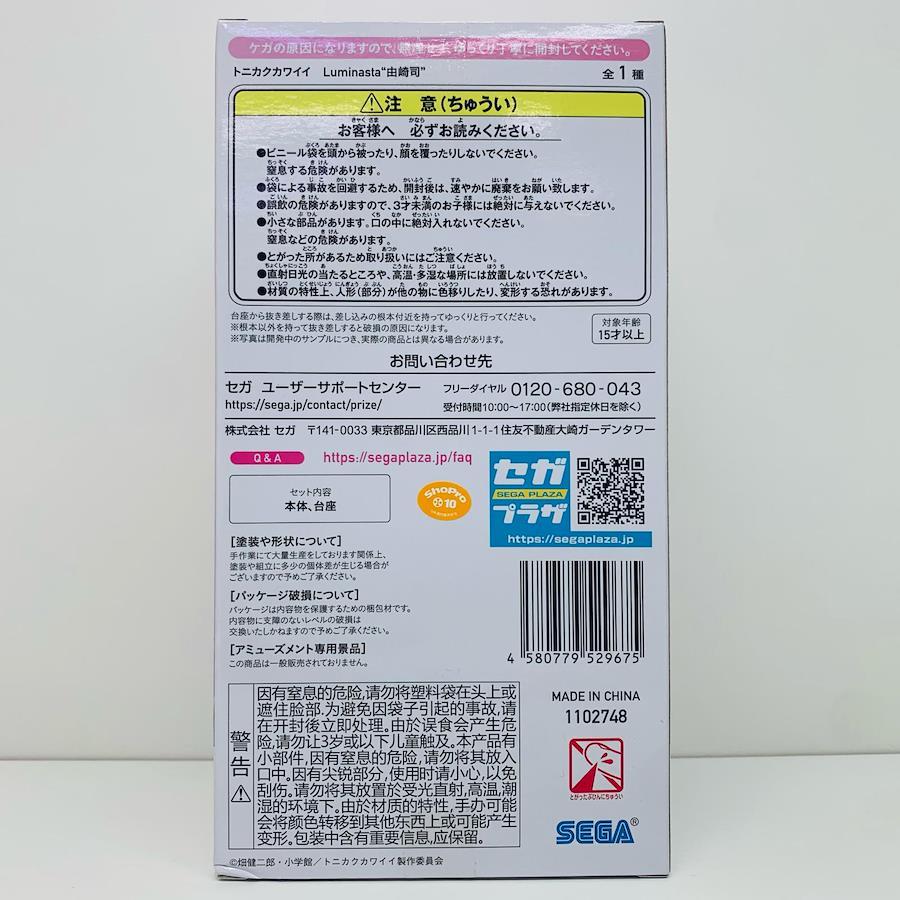 ケガの原因になりますので、無理せず、ゆっくり丁寧に開封してください。
トニカクカワイイ Luminasta“由崎司” 全1種
⚠注 意(ちゅうい)
お客様へ 必ずお読みください。
●ビニール袋を頭から被ったり、顔を覆ったりしないでください。
窒息する危険があります。
●袋による事故を回避するため、開封後は、速やかに廃棄をお願い致します。
●誤飲の危険がありますので、3才未満のお子様には絶対に与えないでください。
●小さな部品があります。口の中に絶対入れないでください。
窒息などの危険があります。
●とがった所があるため取り扱いにはご注意ください。
●直射日光の当たるところや、高温・多湿な場所には放置しないでください。
●材質の特性上、人形(部分)が他の物に色移りしたり、変形する恐れがあります。
台座から抜き差しする際は、差し込みの根本付近を持ってゆっくりと行ってください。
※根本以外を持って抜き差しすると破損の原因になります。
※写真は開発中のサンプルにつき、実際の商品とは異なる場合があります。
対象年齢
15才以上
お問い合わせ先
セガ ユーザーサポートセンター フリーダイヤル 0120-680-043
https://sega.jp/contact/prize/ 受付時間10:00〜17:00(弊社指定休日を除く)
株式会社 セガ 〒141-0033 東京都品川区西品川1-1-1住友不動産大崎ガーデンタワー
Q&A https://segaplaza.jp/faq
セット内容
本体、台座
ShoPro
10
セガ
SEGA PLAZA
プラザ
https://segaplaza.jp
[塗装や形状について]
手作業にて大量生産をしております関係上、
塗装や組立に多少の個体差が生じる場合が
ございますので予めご了承ください。
[パッケージ破損について]
パッケージは内容物を保護するための梱包材です。
内容物に支障のないレベルの破損は
交換いたしかねますので予めご了承ください。
[アミューズメント専用景品]
この商品は一般販売されておりません。
4 580779 529675
警告⚠
因有窒息的危险,请勿将塑料袋在头上或
遮住脸部.为避免因袋子引起的事故,请
在开封后立即处理。由於误食会产生危
险,请勿让3岁或以下儿童触及。本产品有
小部件,因有窒息的危险,请勿将其放入
口中。因有尖锐部分,使用时请小心,以免
刮伤。请勿将其放置於受光直射,高温,潮
湿的环境下。由於材质的特性,手办可能
会将颜色转移到其他东西上或可能产生
变形。包装中含有重要信息,应保留。
MADE IN CHINA
1102748
とがったぶひんにちゅうい
SEGA®
©畑健二郎・小学館/トニカクカワイイ製作委員会